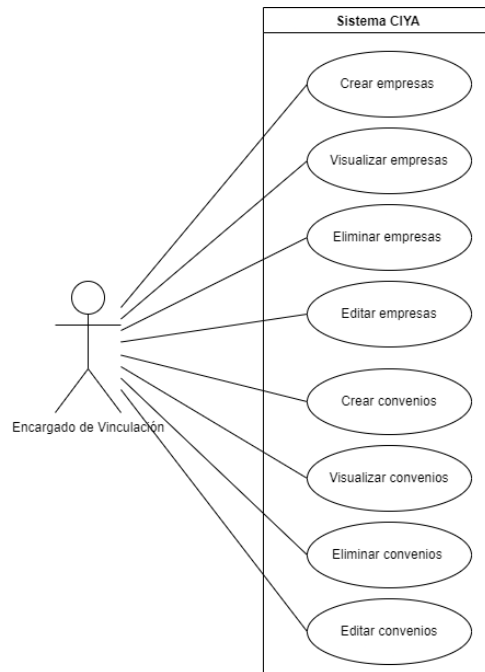 Sistema CIYA
Crear empresas
Visualizar empresas
Eliminar empresas
Editar empresas
Crear convenios
Encargado de Vinculación
Visualizar convenios
Eliminar convenios
Editar convenios